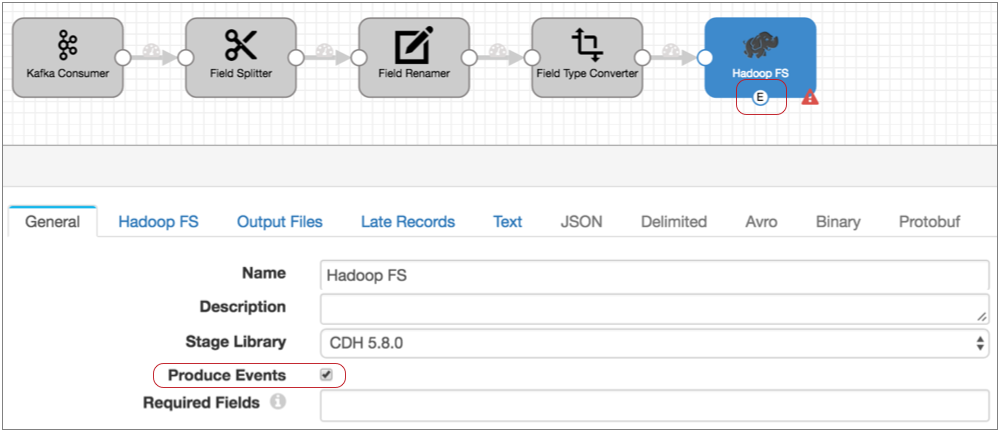 Kafka Consumer
Field Splitter
Field Renamer
Field Type Converter
Hadoop FS
E
General Hadoop FS Output Files Late Records Text JSON Delimited Avro Binary Protobuf
Name Hadoop FS
Description
Stage Library CDH 5.8.0
Produce Events
Required Fields